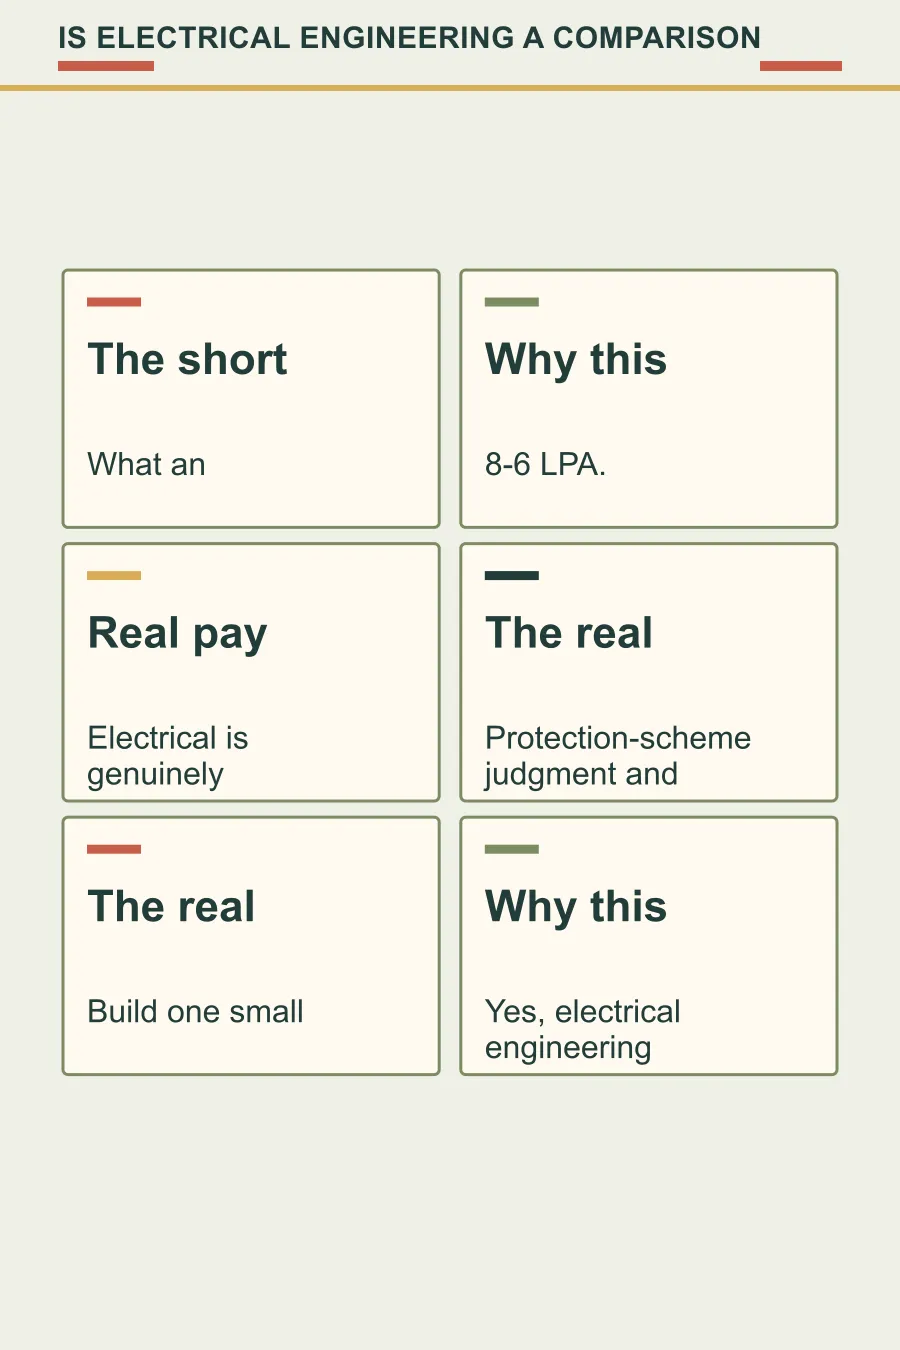 IS ELECTRICAL ENGINEERING A COMPARISON
The short
What an
Why this
8-6 LPA.
Real pay
Electrical is
genuinely
The real
Protection-scheme
judgment and
The real
Build one small
Why this
Yes, electrical
engineering